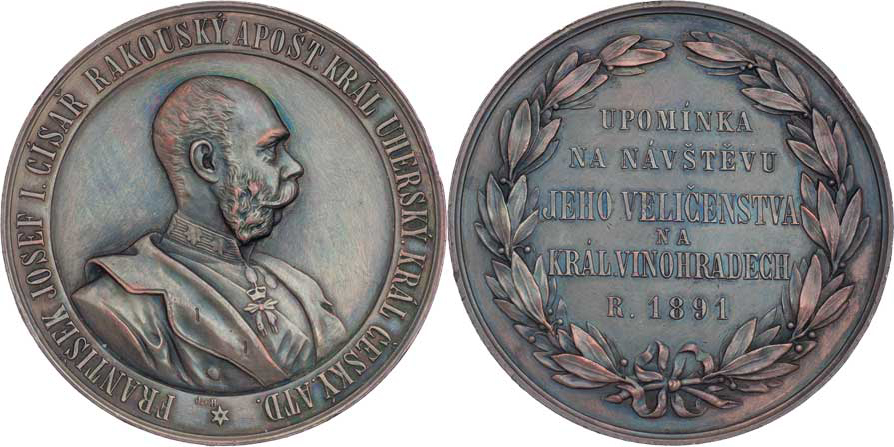 FRANTIŠEK JOSEF I. CÍSAŘ RAKOUSKÝ. APOŠT. KRÁL UHERSKÝ. KRÁL ČESKÝ. ATD.
UPOMÍNKA
NA NÁVŠTĚVU
JEHO VELIČENSTVA
NA
KRÁL. VINOHRADECH
R. 1891